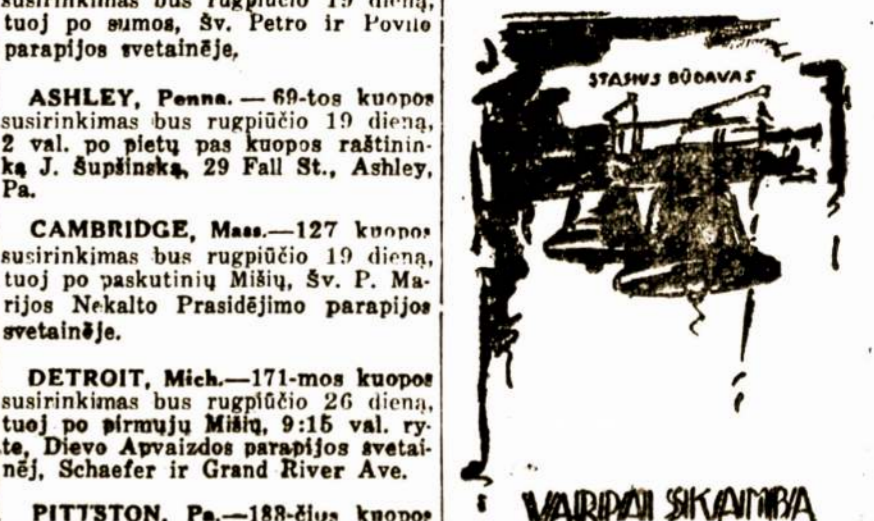 susirinkimas bus rugpiūčio 19 dieną,
tuoj po sumos, Šv. Petro ir Povilo
parapijos svetainėje.
ASHLEY, Penna. — 69-tos kuopos
susirinkimas bus rugpiūčio 19 dieną,
2 val. po pietų pas kuopos raštinin-
ką J. Šupšinską, 29 Fall St., Ashley,
Pa.
CAMBRIDGE, Mass.—127 kuopos
susirinkimas bus rugpiūčio 19 dieną,
tuoj po paskutinių Mišių, Šv. P. Ma-
rijos Nekalto Prasidėjimo parapijos
svetainėje.
DETROIT, Mich.—171-mos kuopos
susirinkimas bus rugpiūčio 26 dieną,
tuoj po pirmųjų Mišių, 9:15 val. ry-
te, Dievo Apvaizdos parapijos svetai-
nėj, Schaefer ir Grand River Ave.
PITTSTON, Pa.—188-čius kuopos
STASIUS BŪDAVAS
VARPAI SKAMBA